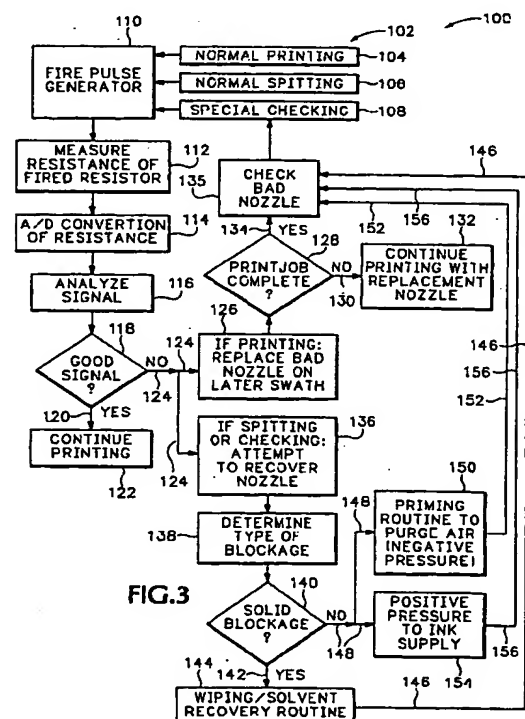 100
102
110
FIRE PULSE
GENERATOR
NORMAL PRINTING
104
NORMAL SPITTING
106
SPECIAL CHECKING
108
MEASURE
RESISTANCE OF
FIRED RESISTOR
112
A/D CONVERTION
OF RESISTANCE
114
ANALYZE
SIGNAL
116
118
GOOD
SIGNAL
?
NO
124
124
124
120
YES
CONTINUE
PRINTING
122
135
CHECK
BAD
NOZZLE
146
156
152
134
YES
128
PRINTJOB
COMPLETE
?
NO
130
132
CONTINUE
PRINTING WITH
REPLACEMENT
NOZZLE
126
IF PRINTING:
REPLACE BAD
NOZZLE ON
LATER SWATH
146
156
152
IF SPITTING
OR CHECKING:
ATTEMPT
TO RECOVER
NOZZLE
136
138
DETERMINE
TYPE OF
BLOCKAGE
FIG.3
140
SOLID
BLOCKAGE
?
NO
148
148
150
PRIMING
ROUTINE TO
PURGE AIR
(NEGATIVE
PRESSURE)
POSITIVE
PRESSURE
TO INK
SUPPLY
154
156
142
YES
144
WIPING/SOLVENT
RECOVERY ROUTINE
146